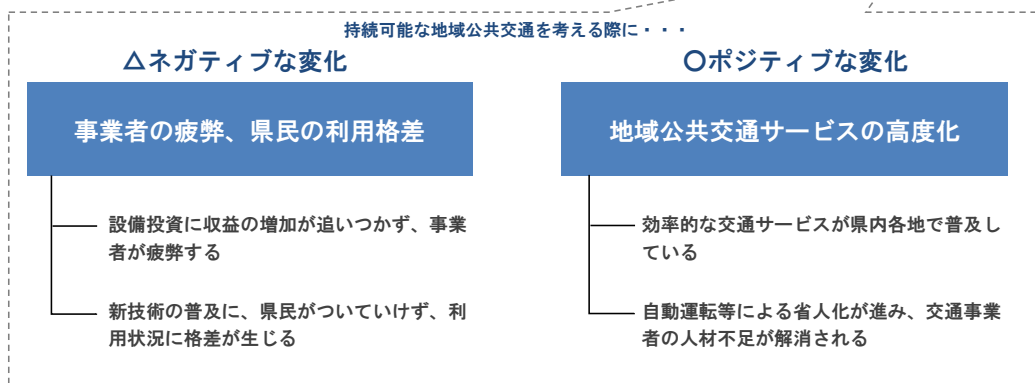 持続可能な地域公共交通を考える際に・・・
△ネガティブな変化
事業者の疲弊、県民の利用格差
設備投資に収益の増加が追いつかず、事業
者が疲弊する
新技術の普及に、県民がついていけず、利
用状況に格差が生じる
〇ポジティブな変化
地域公共交通サービスの高度化
効率的な交通サービスが県内各地で普及し
ている
自動運転等による省人化が進み、交通事業
者の人材不足が解消される